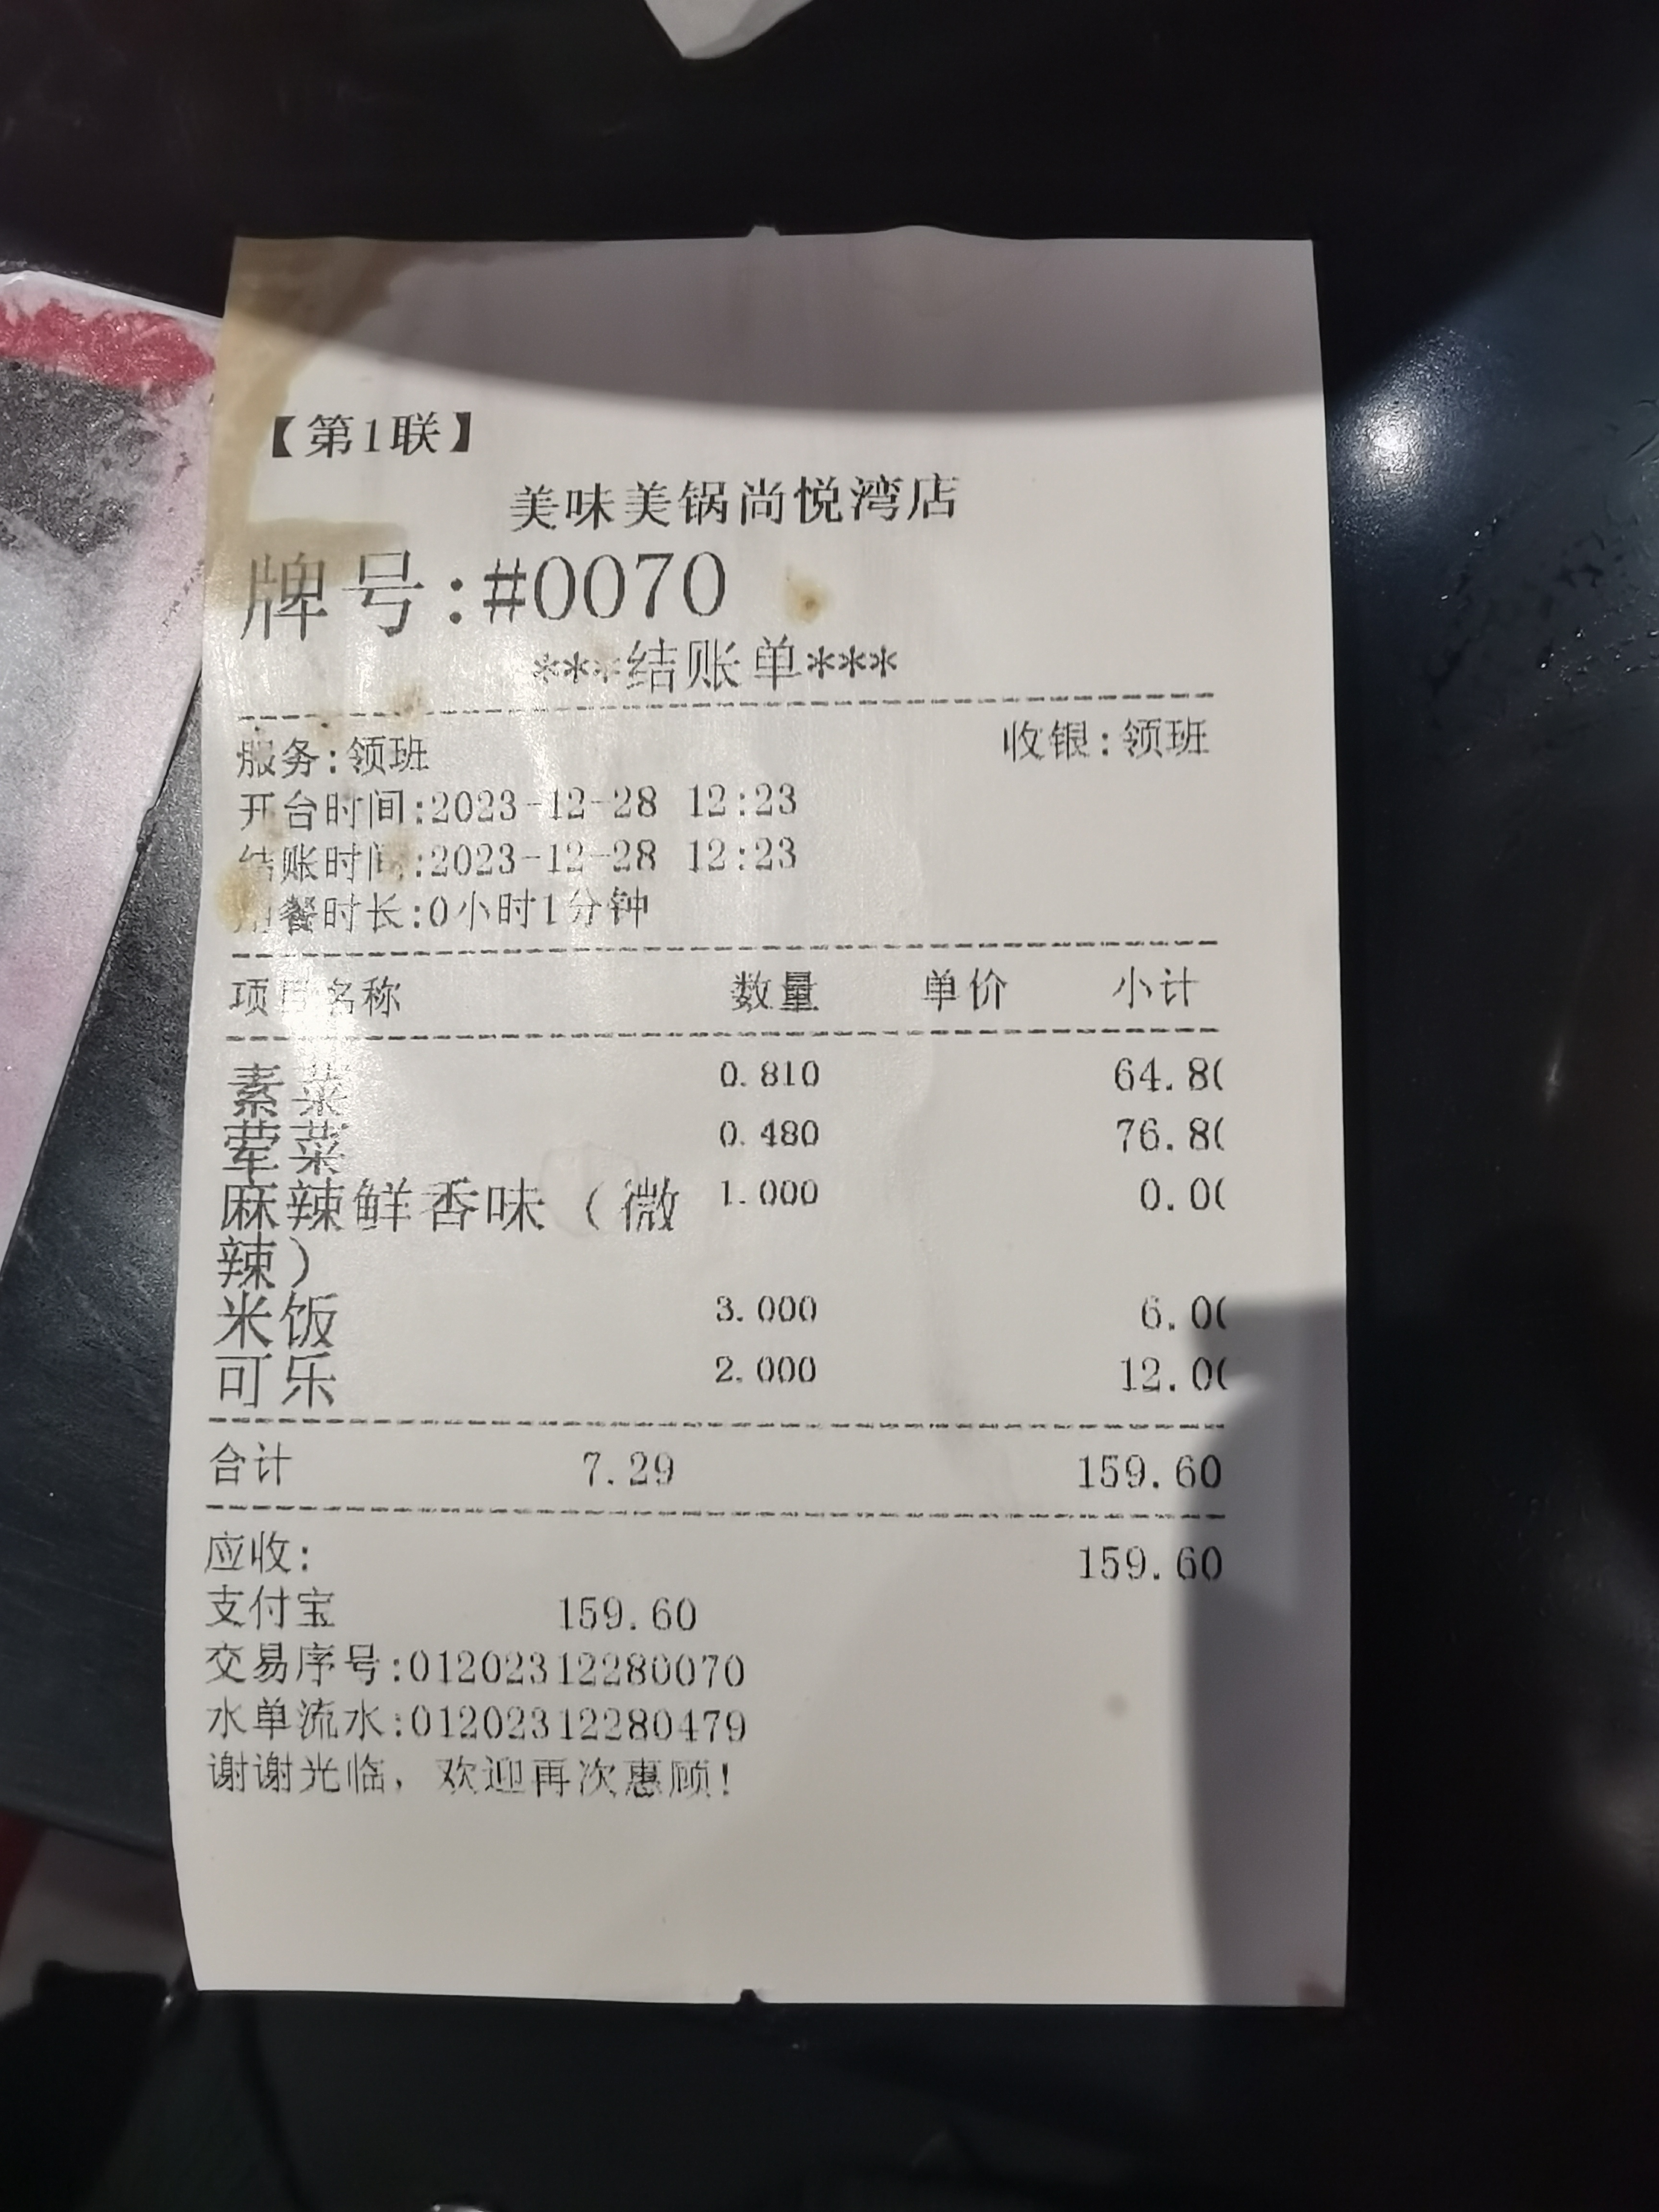 【第1联】
美味美锅尚悦湾店
牌号:#0070
***结账单***
服务:领班 收银:领班
开台时间:2023-12-28 12:23
结账时间:2023-12-28 12:23
用餐时长:0小时1分钟
项目名称 数量 单价 小计
素菜 0.810 64.80
荤菜 0.480 76.80
麻辣鲜香味（微 1.000 0.00
辣）
米饭 3.000 6.00
可乐 2.000 12.00
合计 7.29 159.60
应收: 159.60
支付宝 159.60
交易序号:01202312280070
水单流水:01202312280479
谢谢光临，欢迎再次惠顾!